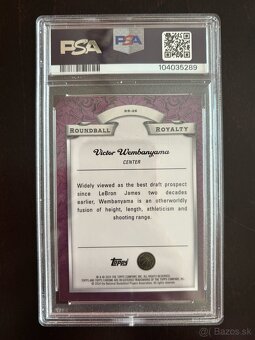 PSA
PSA
104035289
RR-26
ROUNDBALL ROYALTY
Victor Wembanyama
CENTER
Widely viewed as the best draft prospect
since LeBron James two decades
earlier, Wembanyama is an otherworldly
fusion of height, length, athleticism and
shooting range.
Topps
Bazos.sk